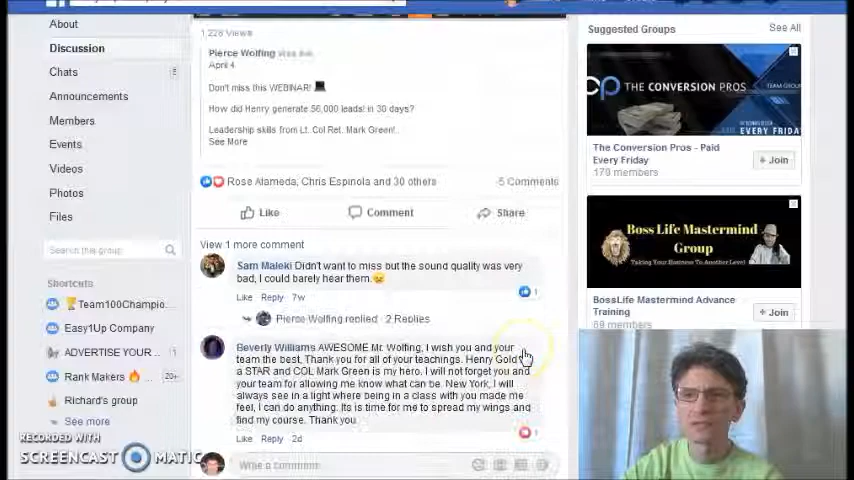 About
Discussion
Chats
8
Announcements
Members
Events
Videos
Photos
Files
Search this group
Shortcuts
Team100Champio...
Easy1Up Company
ADVERTISE YOUR ...
Rank Makers
20+
Richard's group
See more
RECORDED WITH
SCREENCAST MATIC
1,228 Views
Pierce Wolfing
April 4
Don't miss this WEBINAR!
How did Henry generate 56,000 leads! in 30 days?
Leadership skills from Lt. Col Ret. Mark Green!
See More
Rose Alameda, Chris Espinola and 30 others
5 Comments
Like
Comment
Share
View 1 more comment
Sam Maleki Didn't want to miss but the sound quality was very
bad, I could barely hear them.
1
Like Reply 7w
Pierce Wolfing replied · 2 Replies
Beverly Williams AWESOME Mr. Wolfing, I wish you and your
team the best. Thank you for all of your teachings. Henry Gold
a STAR and COL Mark Green is my hero. I will not forget you and
your team for allowing me know what can be. New York, I will
always see in a light where being in a class with you made me
feel, I can do anything. Its is time for me to spread my wings and
find my course. Thank you
1
Like Reply 2d
Write a comment
Suggested Groups
See All
cp THE CONVERSION PROS
TEAM GROUP
EVERY FRIDAY
The Conversion Pros - Paid
Every Friday
179 members
+ Join
Boss Life Mastermind
Group
Taking Your Business To Another Level
BossLife Mastermind Advance
Training
69 members
+ Join